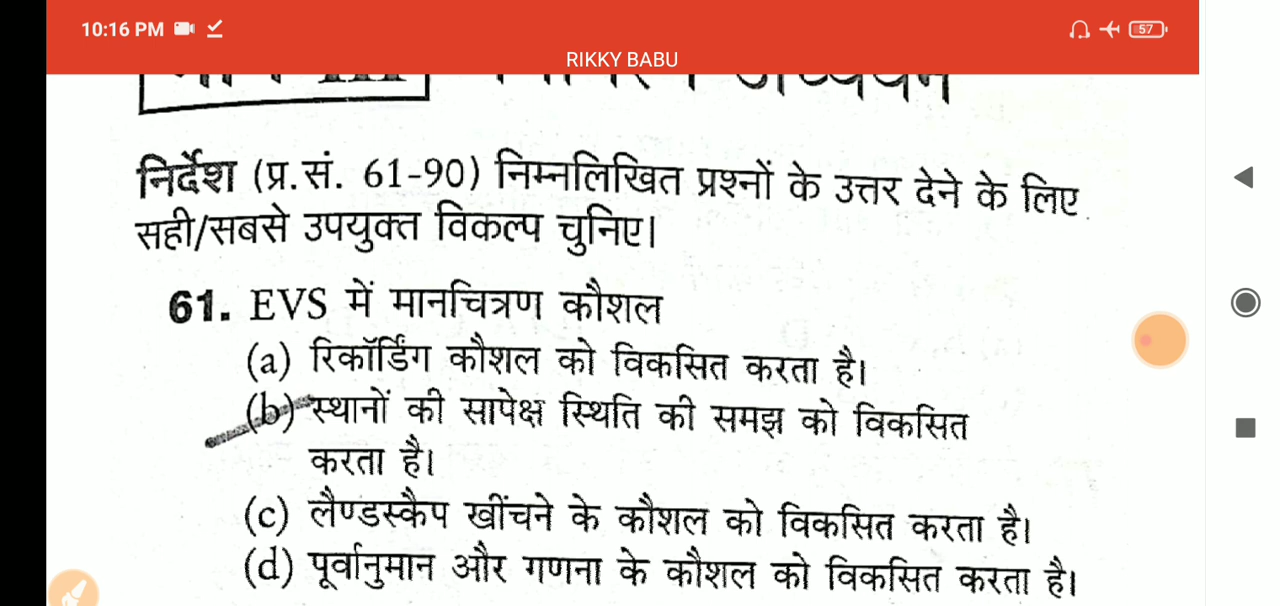 10:16 PM
57
RIKKY BABU
निर्देश (प्र.सं. 61-90) निम्नलिखित प्रश्नों के उत्तर देने के लिए
सही/सबसे उपयुक्त विकल्प चुनिए।
61. EVS में मानचित्रण कौशल
(a) रिकॉर्डिंग कौशल को विकसित करता है।
(b) स्थानों की सापेक्ष स्थिति की समझ को विकसित
करता है।
(c) लैण्डस्कैप खींचने के कौशल को विकसित करता है।
(d) पूर्वानुमान और गणना के कौशल को विकसित करता है।